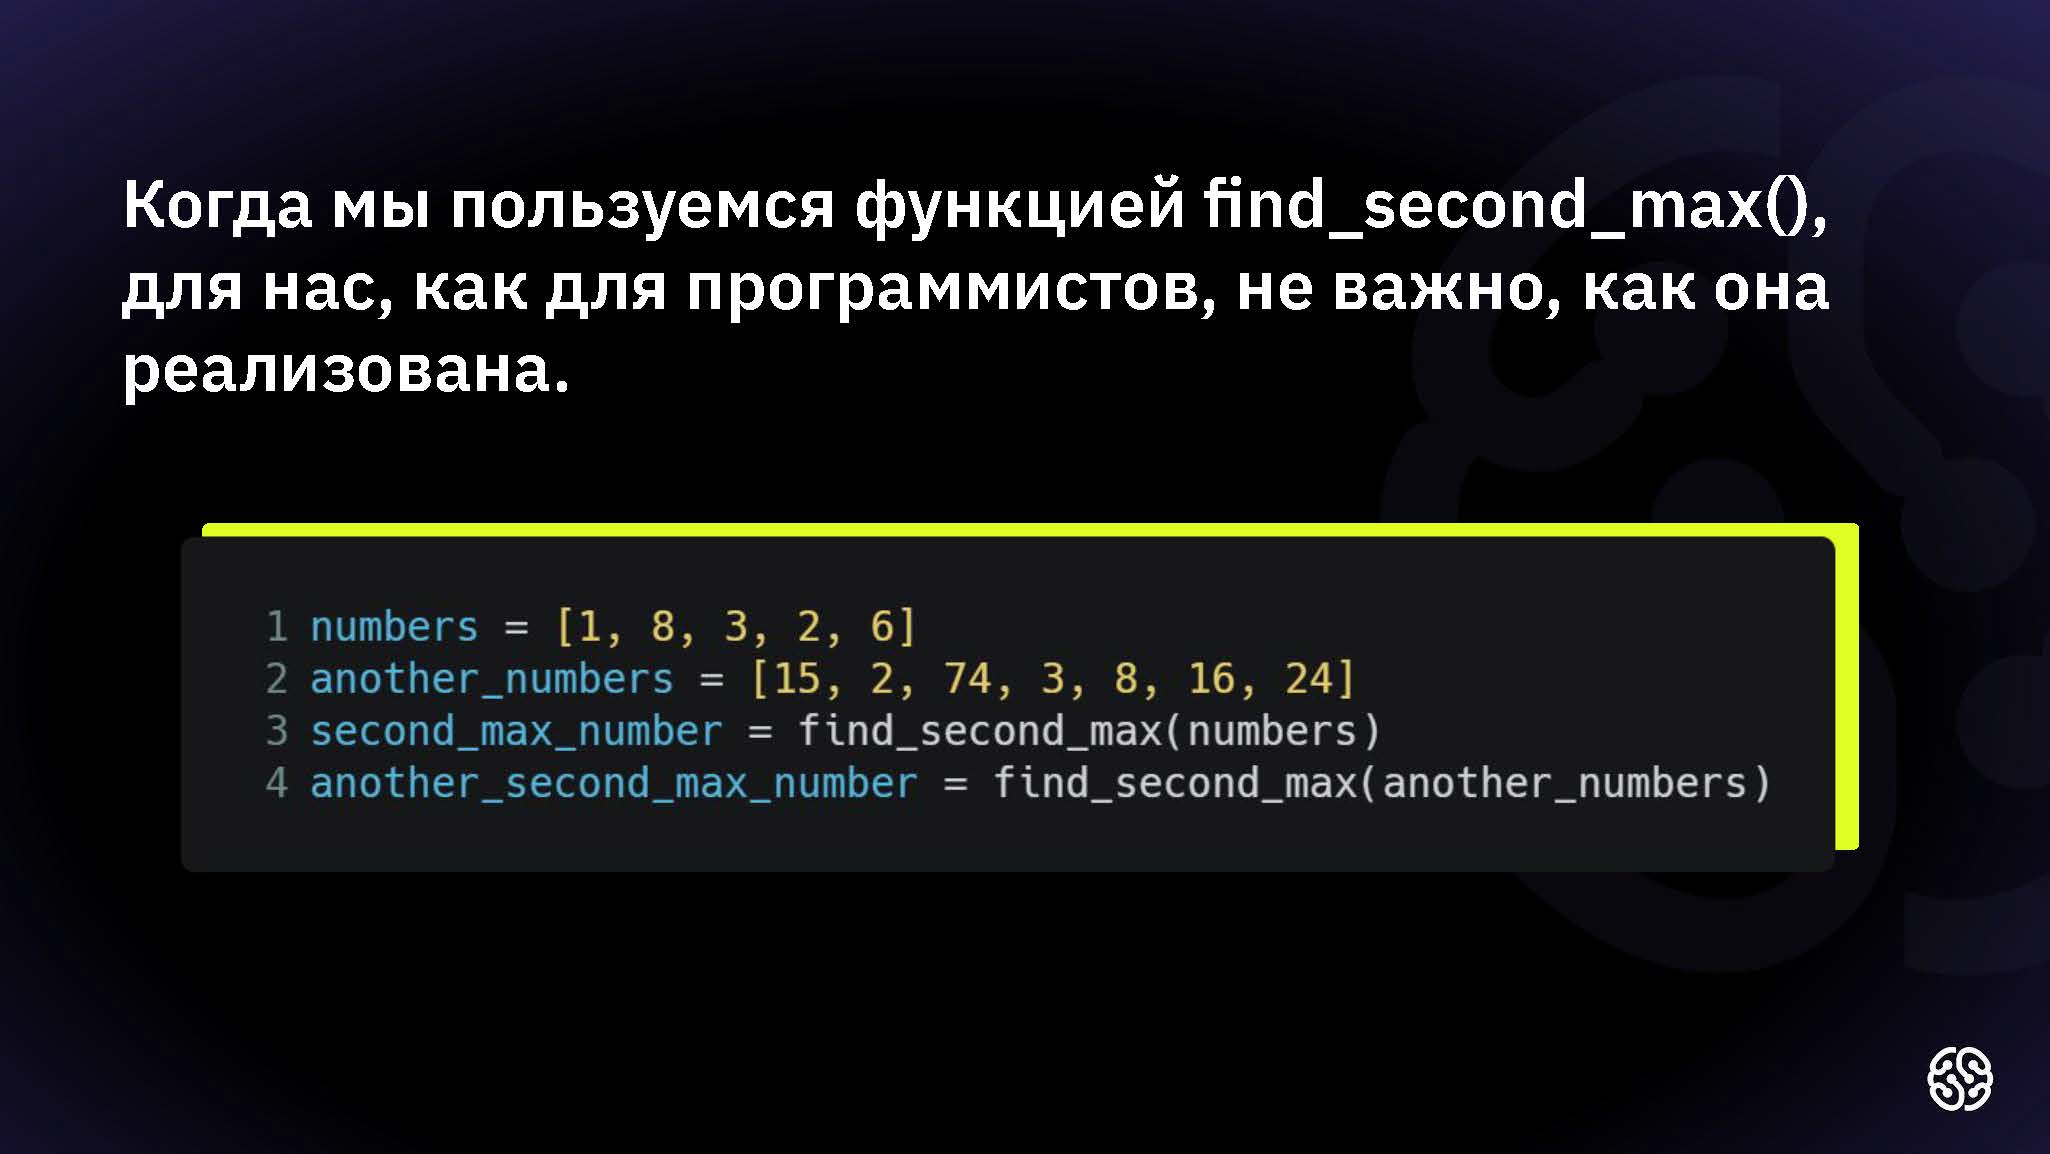 Когда мы пользуемся функцией find_second_max(),
для нас, как для программистов, не важно, как она
реализована.
1 numbers = [1, 8, 3, 2, 6]
2 another_numbers = [15, 2, 74, 3, 8, 16, 24]
3 second_max_number = find_second_max(numbers)
4 another_second_max_number = find_second_max(another_numbers)